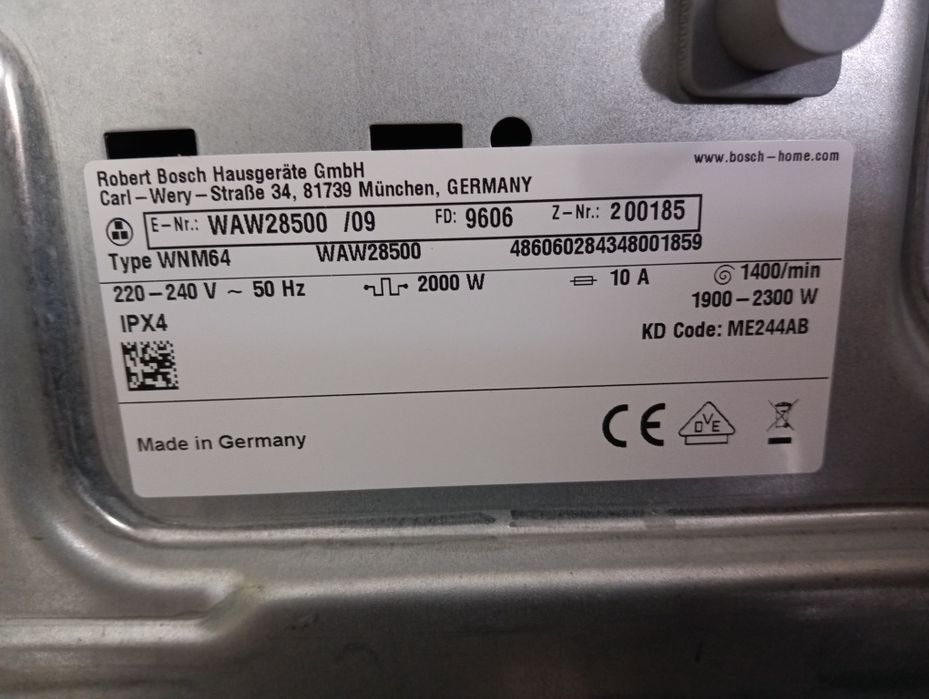 www.bosch-home.com
Robert Bosch Hausgeräte GmbH
Carl-Wery-Straße 34, 81739 München, GERMANY
E-Nr.: WAW28500 /09 FD: 9606 Z-Nr.: 200185
Type WNM64 WAW28500 486060284348001859
220-240 V ~ 50 Hz 2000 W 10 A 1400/min
1900-2300 W
IPX4 KD Code: ME244AB
Made in Germany CE DVE